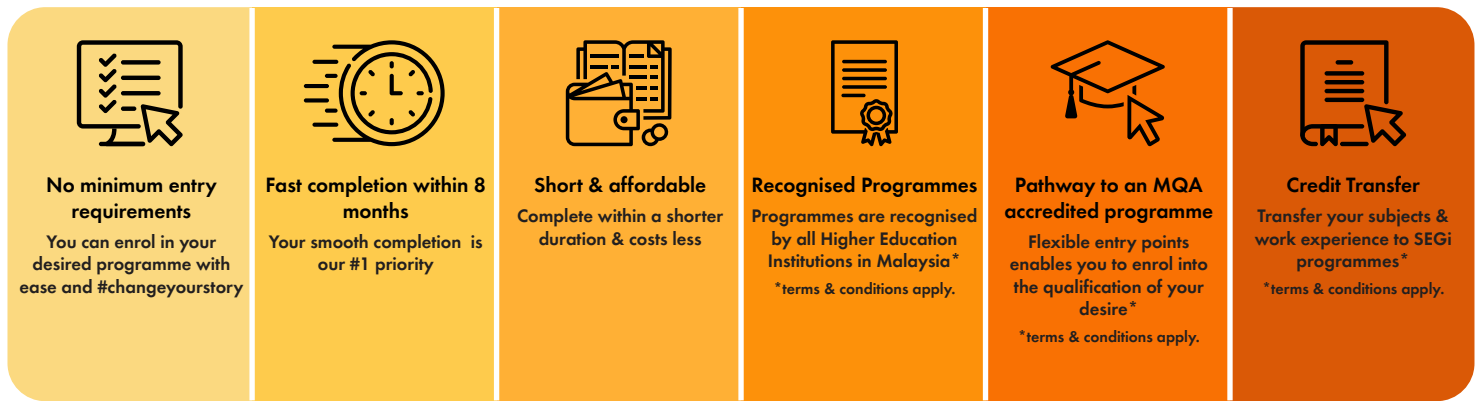 No minimum entry
requirements
You can enrol in your
desired programme with
ease and #changeyourstory
Fast completion within 8
months
Your smooth completion is
our #1 priority
Short & affordable
Complete within a shorter
duration & costs less
Recognised Programmes
Programmes are recognised
by all Higher Education
Institutions in Malaysia*
*terms & conditions apply.
Pathway to an MQA
accredited programme
Flexible entry points
enables you to enrol into
the qualification of your
desire*
*terms & conditions apply.
Credit Transfer
Transfer your subjects &
work experience to SEGi
programmes*
*terms & conditions apply.